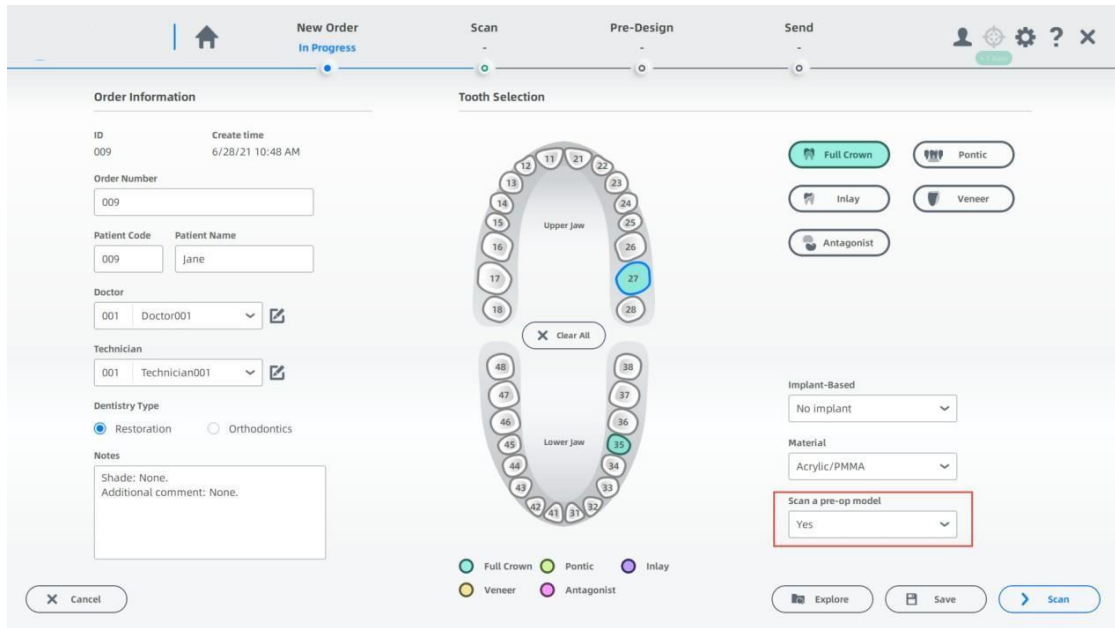 New Order
In Progress
Scan
-
Pre-Design
-
Send
-
?
Order Information
ID
009
Create time
6/28/21 10:48 AM
Order Number
009
Patient Code
009
Patient Name
Jane
Doctor
001 Doctor001
Technician
001 Technician001
Dentistry Type
Restoration
Orthodontics
Notes
Shade: None.
Additional comment: None.
Cancel
Tooth Selection
11 21
12 22
13 23
14 24
15 25
Upper Jaw
16 26
17 27
18 28
Clear All
48 38
47 37
46 36
45 Lower Jaw 35
44 34
43 33
42 41 31 32
Full Crown Pontic Inlay
Veneer Antagonist
Full Crown
Pontic
Inlay
Veneer
Antagonist
Implant-Based
No implant
Material
Acrylic/PMMA
Scan a pre-op model
Yes
Explore
Save
Scan